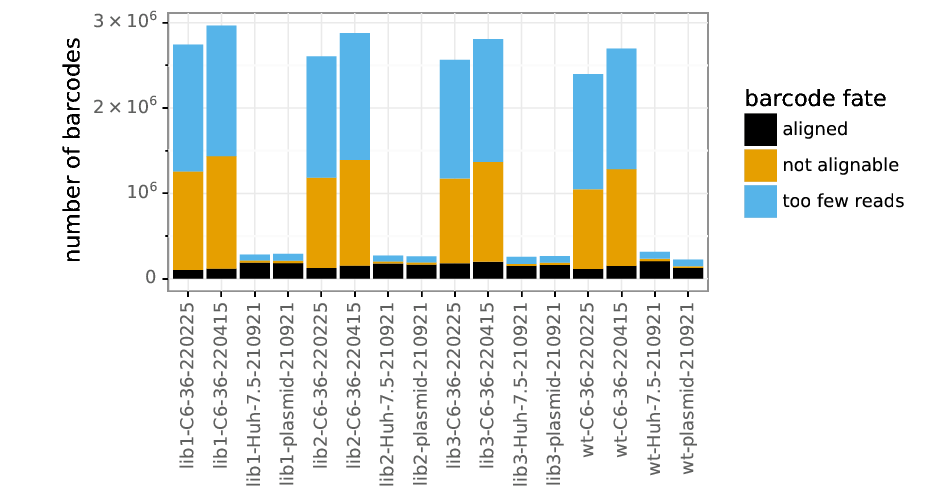 3 × 10⁶
2 × 10⁶
10⁶
0
number of barcodes
lib1-C6-36-220225
lib1-C6-36-220415
lib1-Huh-7.5-210921
lib1-plasmid-210921
lib2-C6-36-220225
lib2-C6-36-220415
lib2-Huh-7.5-210921
lib2-plasmid-210921
lib3-C6-36-220225
lib3-C6-36-220415
lib3-Huh-7.5-210921
lib3-plasmid-210921
wt-C6-36-220225
wt-C6-36-220415
wt-Huh-7.5-210921
wt-plasmid-210921
barcode fate
aligned
not alignable
too few reads